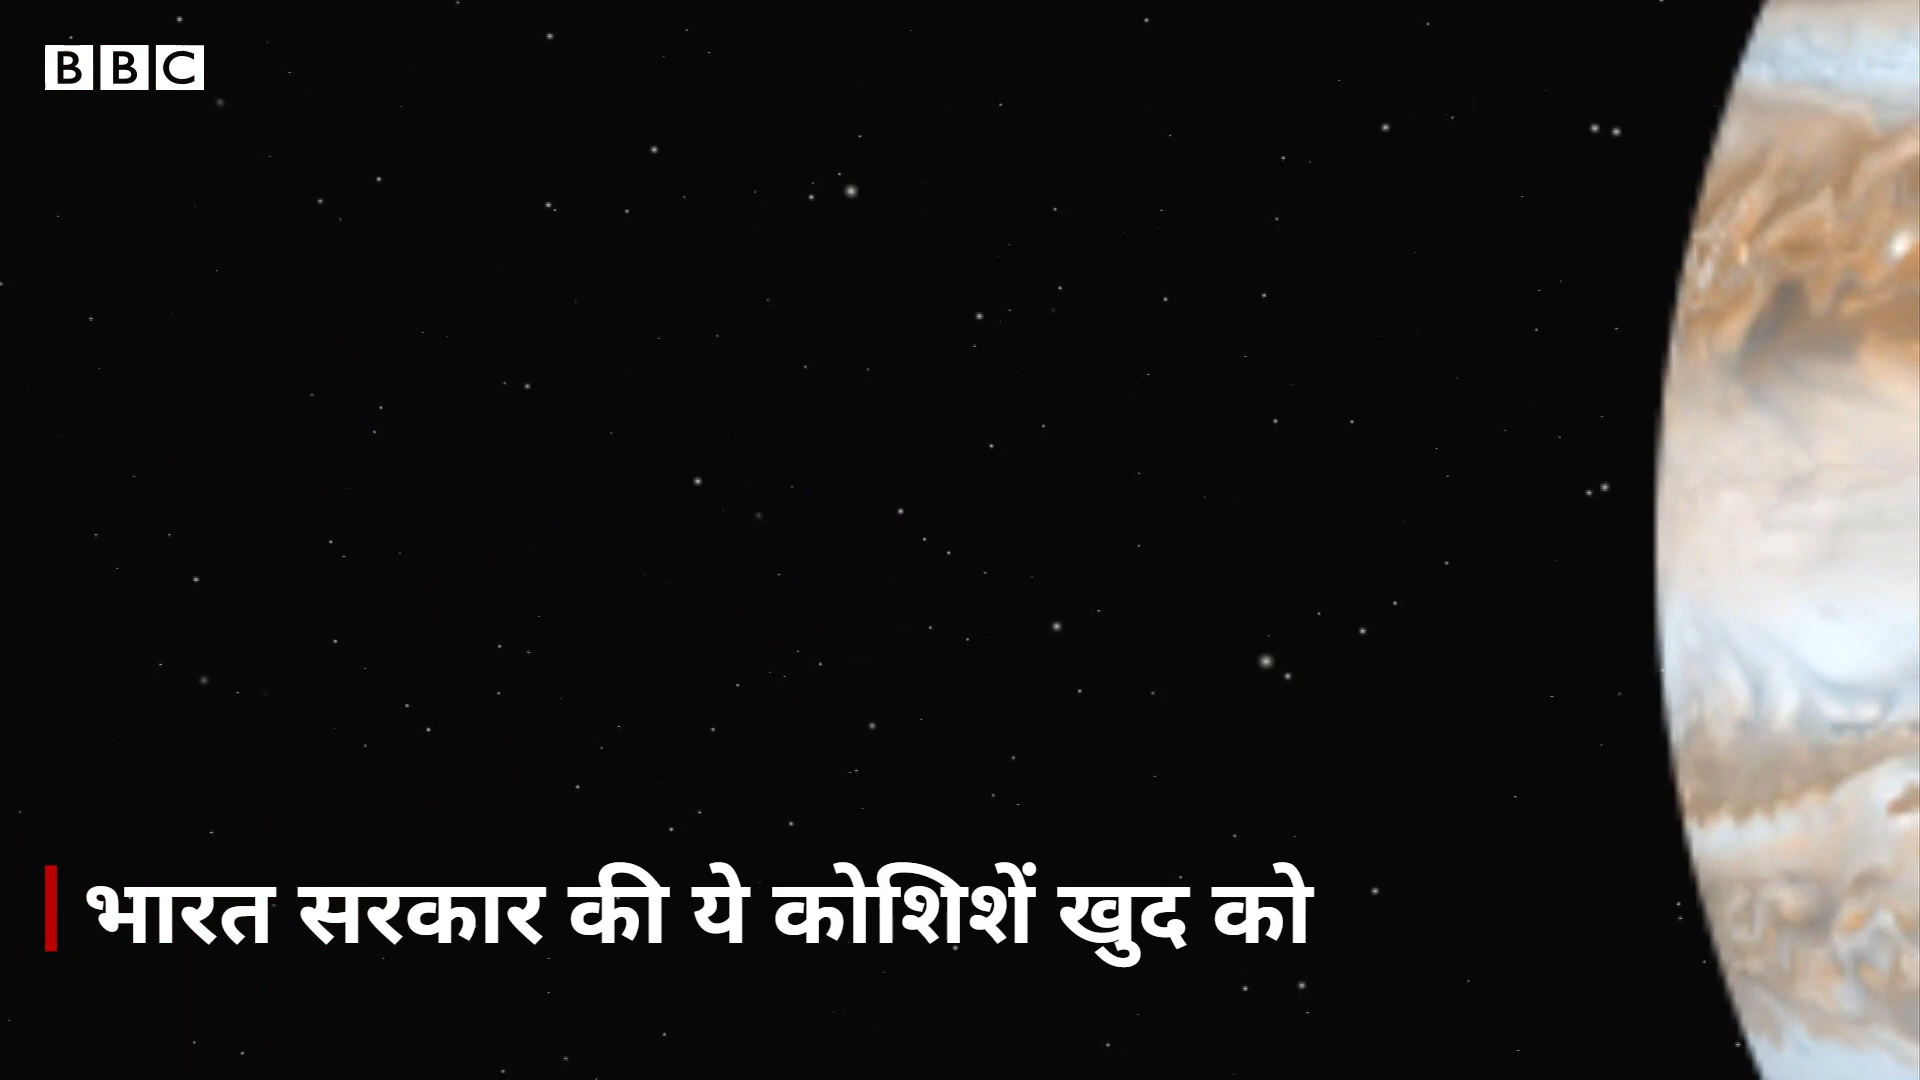 BBC
भारत सरकार की ये कोशिशें खुद को